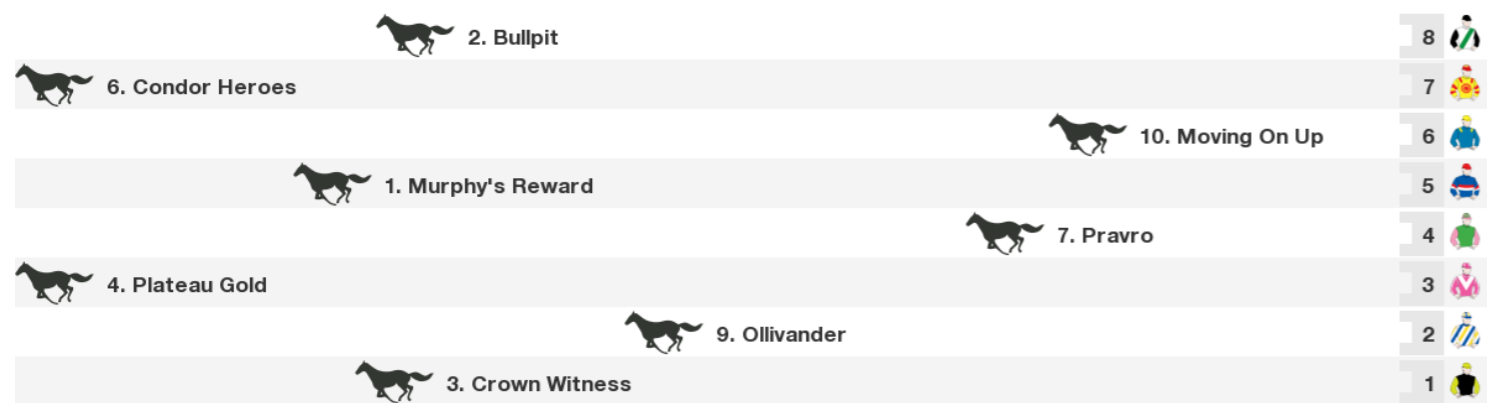 2. Bullpit 8
6. Condor Heroes 7
10. Moving On Up 6
1. Murphy's Reward 5
7. Pravro 4
4. Plateau Gold 3
9. Ollivander 2
3. Crown Witness 1